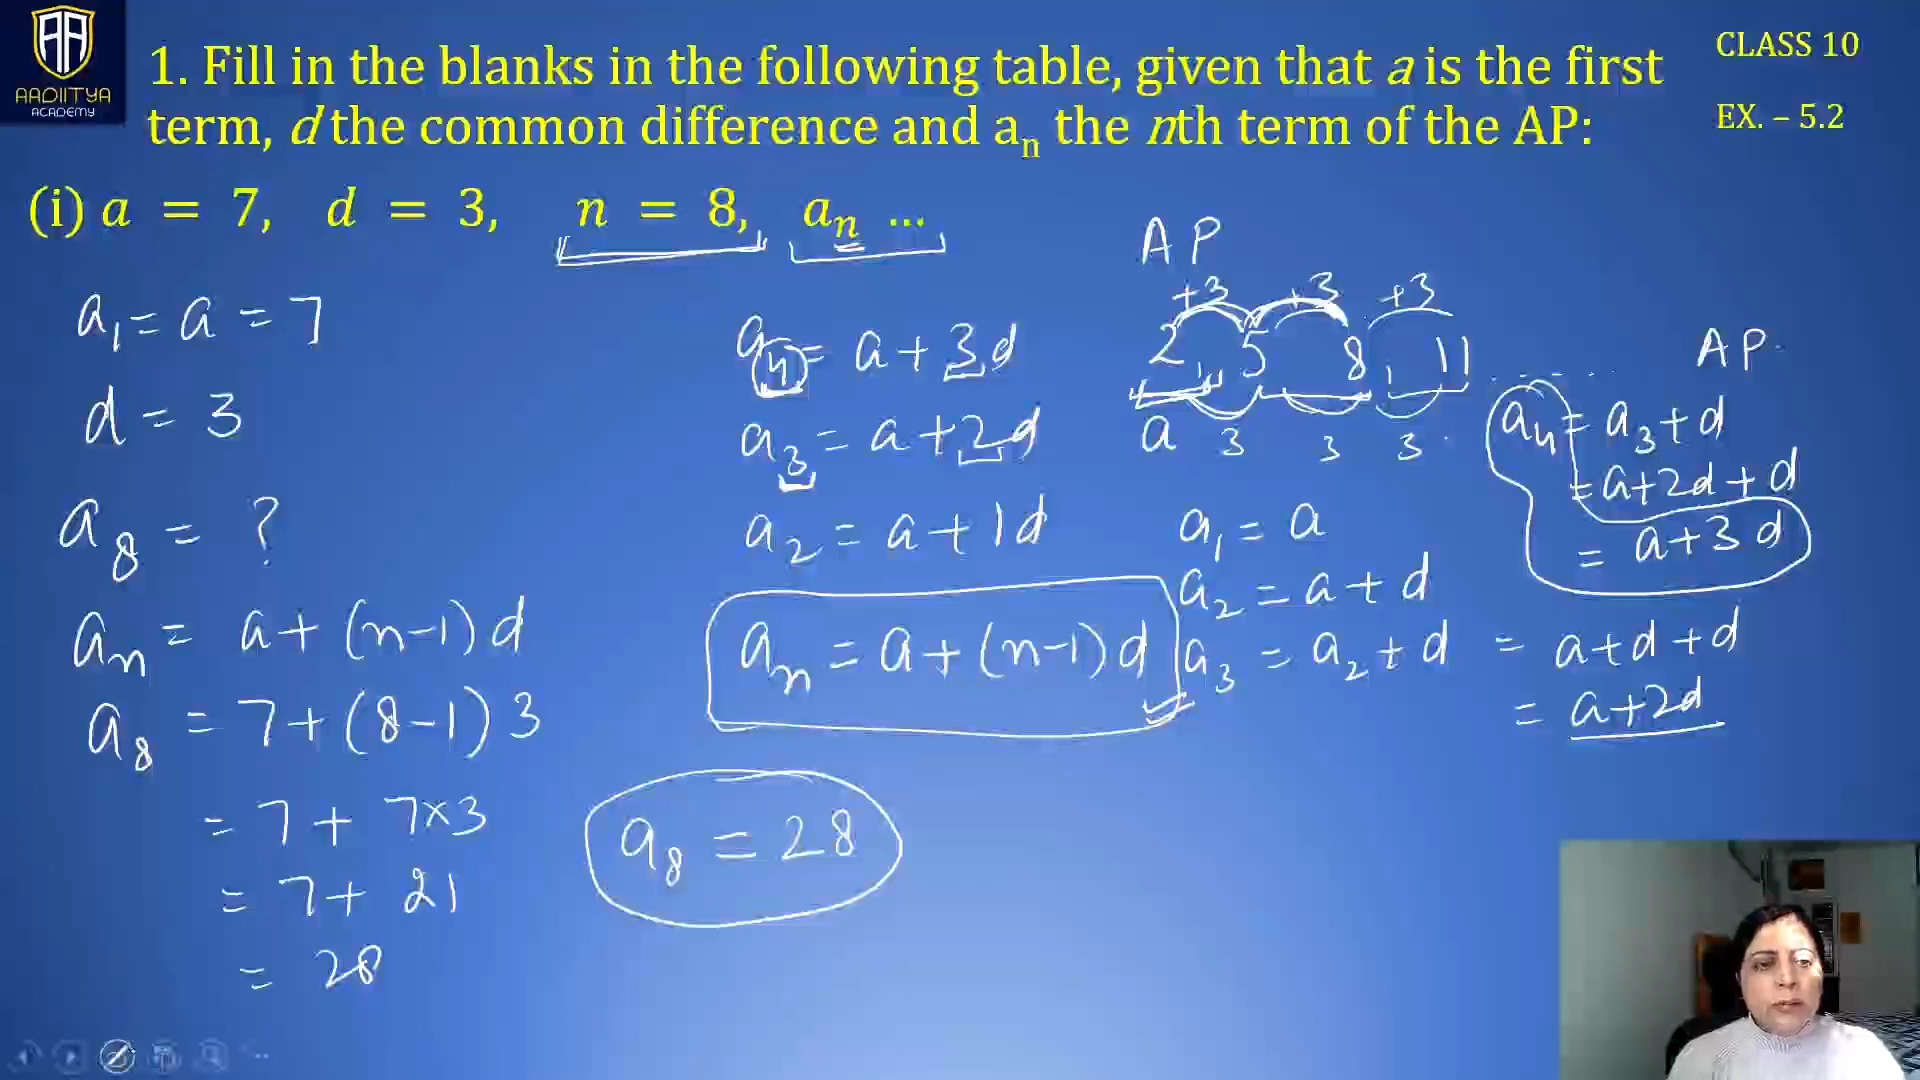 AADIITYA
ACADEMY
1. Fill in the blanks in the following table, given that a is the first
term, d the common difference and aₙ the nth term of the AP:
CLASS 10
EX. – 5.2
(i) a = 7, d = 3, n = 8, aₙ ...
a₁ = a = 7
d = 3
a₈ = ?
aₙ = a + (n-1)d
a₈ = 7 + (8-1)3
= 7 + 7×3
= 7 + 21
= 28
a₄ = a + 3d
a₃ = a + 2d
a₂ = a + 1d
aₙ = a + (n-1)d
a₈ = 28
AP
+3 +3 +3
2, 5, 8, 11, ......
a 3 3 3
a₁ = a
a₂ = a + d
a₃ = a₂ + d = a + d + d
= a + 2d
AP.
a₄ = a₃ + d
= a + 2d + d
= a + 3d